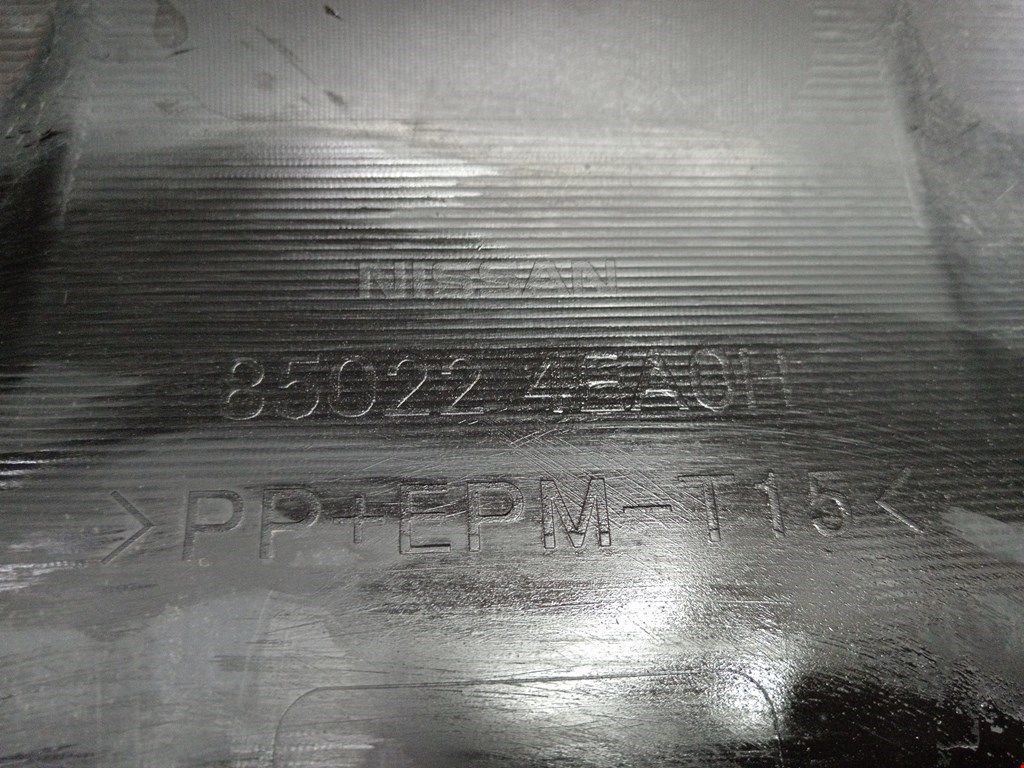 NISSAN
85022 4EA0H
>PP+EPM-T15<